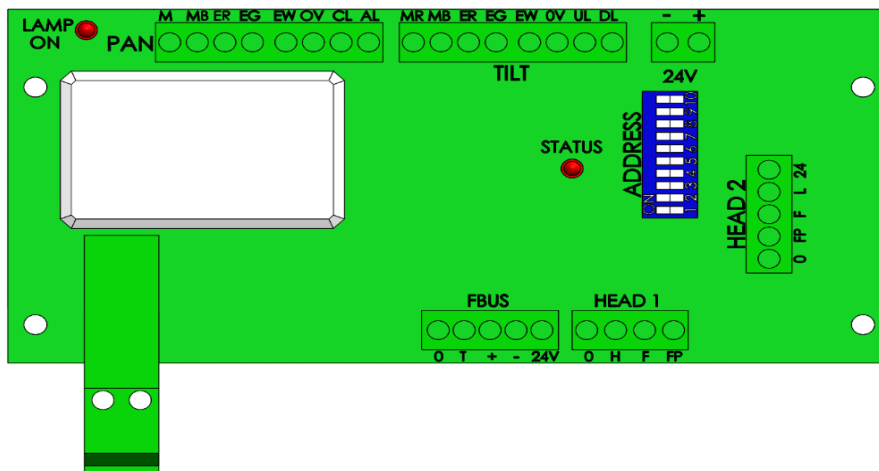 M MB ER EG EW OV CL AL
MR MB ER EG EW 0V UL DL
- +
LAMP
ON
PAN
TILT
24V
STATUS
ADDRESS
ON
1 2 3 4 5 6 7 8 9 10
HEAD 2
0 FP F L 24
FBUS
HEAD 1
0 T + - 24V
0 H F FP